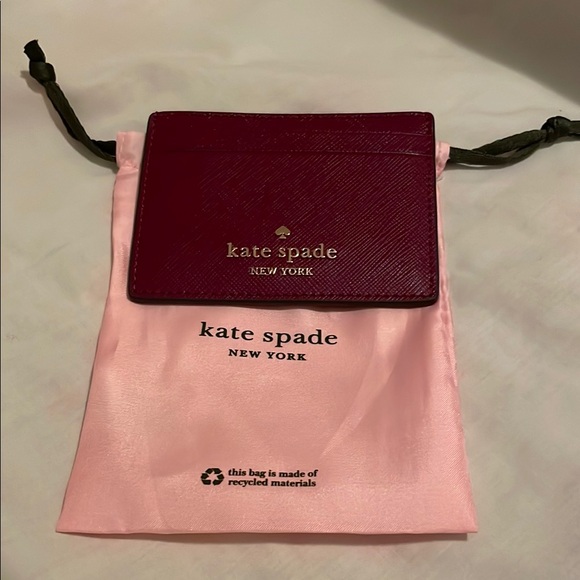 kate spade
NEW YORK
kate spade
NEW YORK
this bag is made of
recycled materials